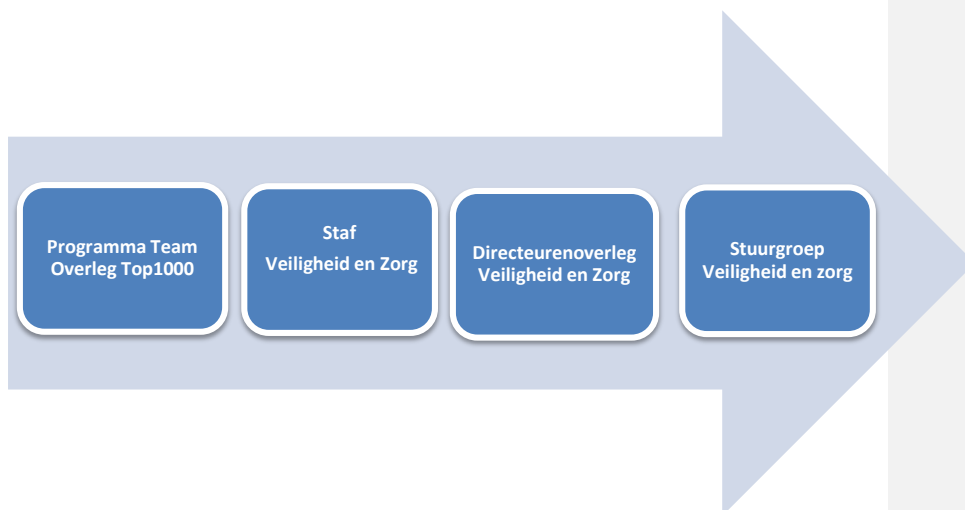 Programma Team
Overleg Top1000
Staf
Veiligheid en Zorg
Directeurenoverleg
Veiligheid en Zorg
Stuurgroep
Veiligheid en zorg